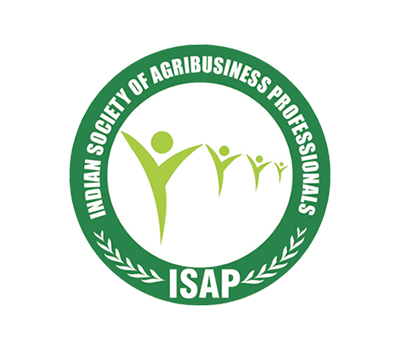 INDIAN SOCIETY OF AGRIBUSINESS PROFESSIONALS
ISAP